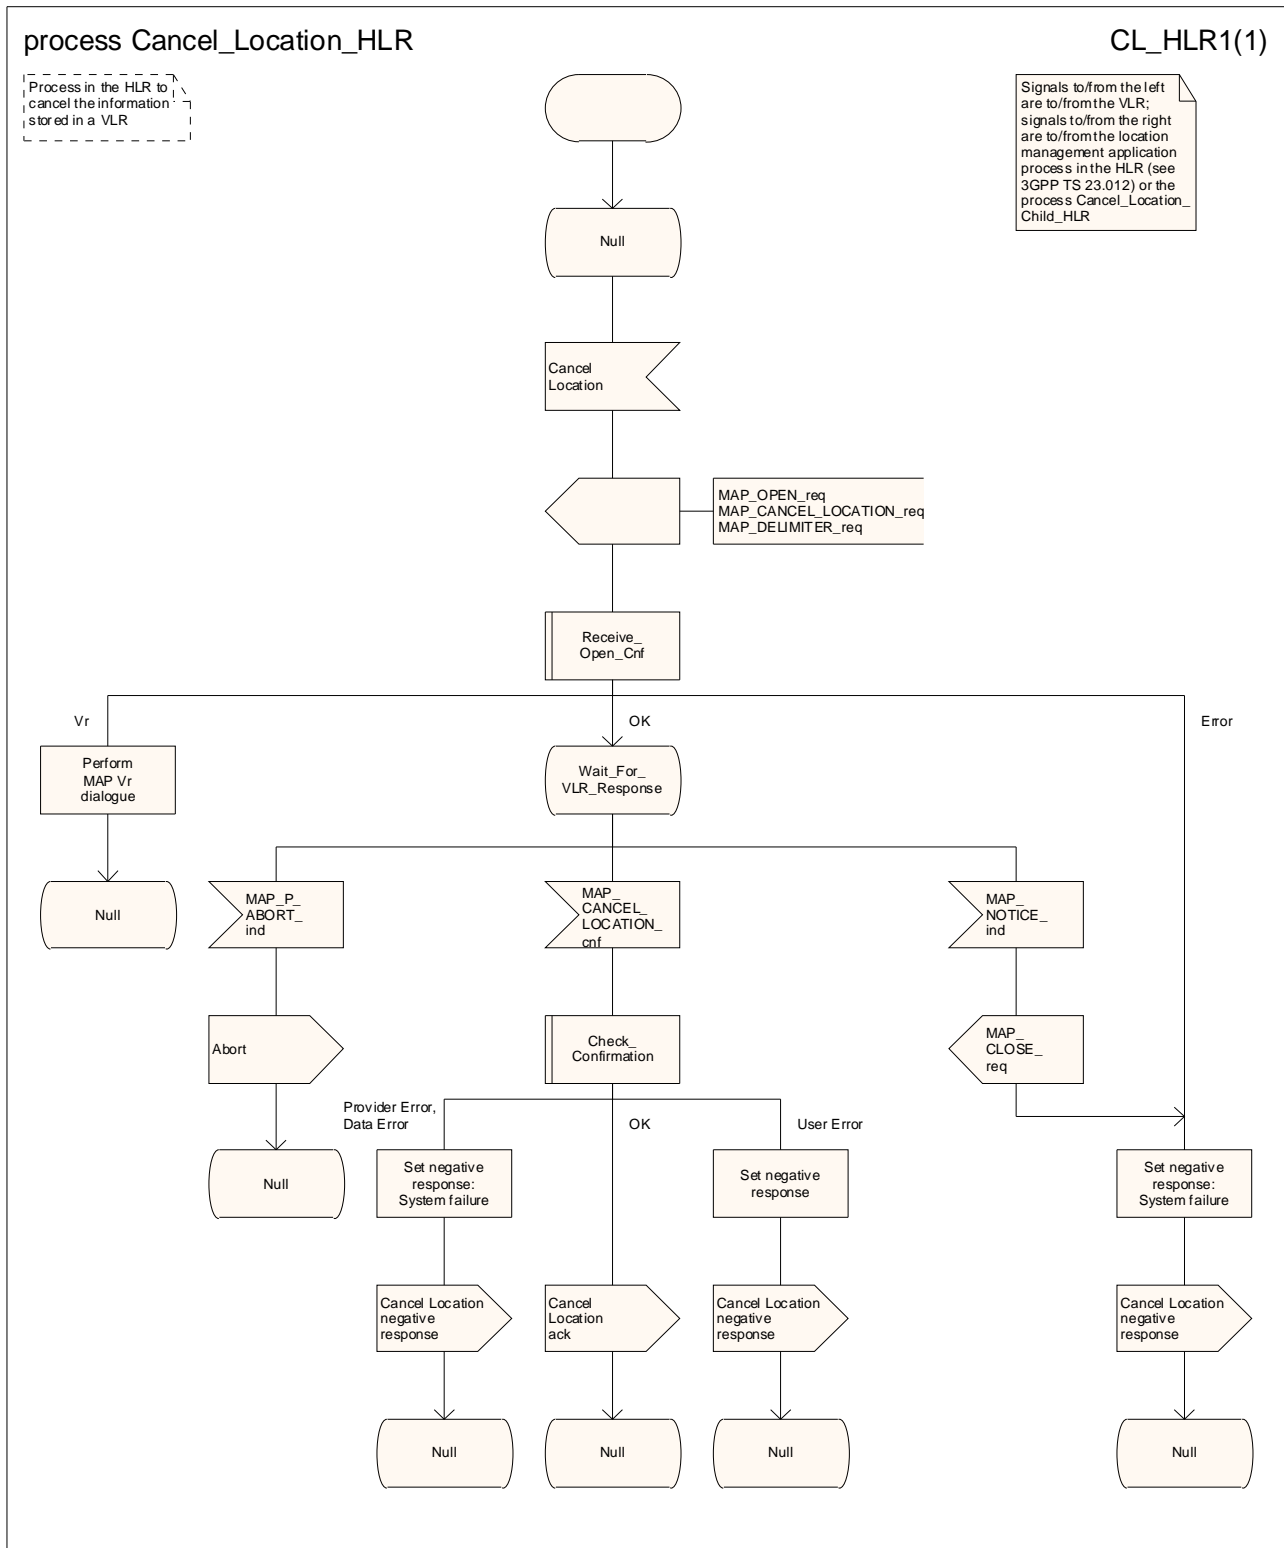 process Cancel_Location_HLR
CL_HLR1(1)
Process in the HLR to
cancel the information
stored in a VLR
Signals to/from the left
are to/from the VLR;
signals to/from the right
are to/from the location
management application
process in the HLR (see
3GPP TS 23.012) or the
process Cancel_Location_
Child_HLR
Null
Cancel
Location
MAP_OPEN_req
MAP_CANCEL_LOCATION_req
MAP_DELIMITER_req
Receive_
Open_Cnf
Vr
OK
Error
Perform
MAP Vr
dialogue
Wait_For_
VLR_Response
Null
MAP_P_
ABORT_
ind
MAP_
CANCEL_
LOCATION_
cnf
MAP_
NOTICE_
ind
Abort
Check_
Confirmation
MAP_
CLOSE_
req
Provider Error,
Data Error
OK
User Error
Null
Set negative
response:
System failure
Set negative
response
Set negative
response:
System failure
Cancel Location
negative
response
Cancel
Location
ack
Cancel Location
negative
response
Cancel Location
negative
response
Null
Null
Null
Null